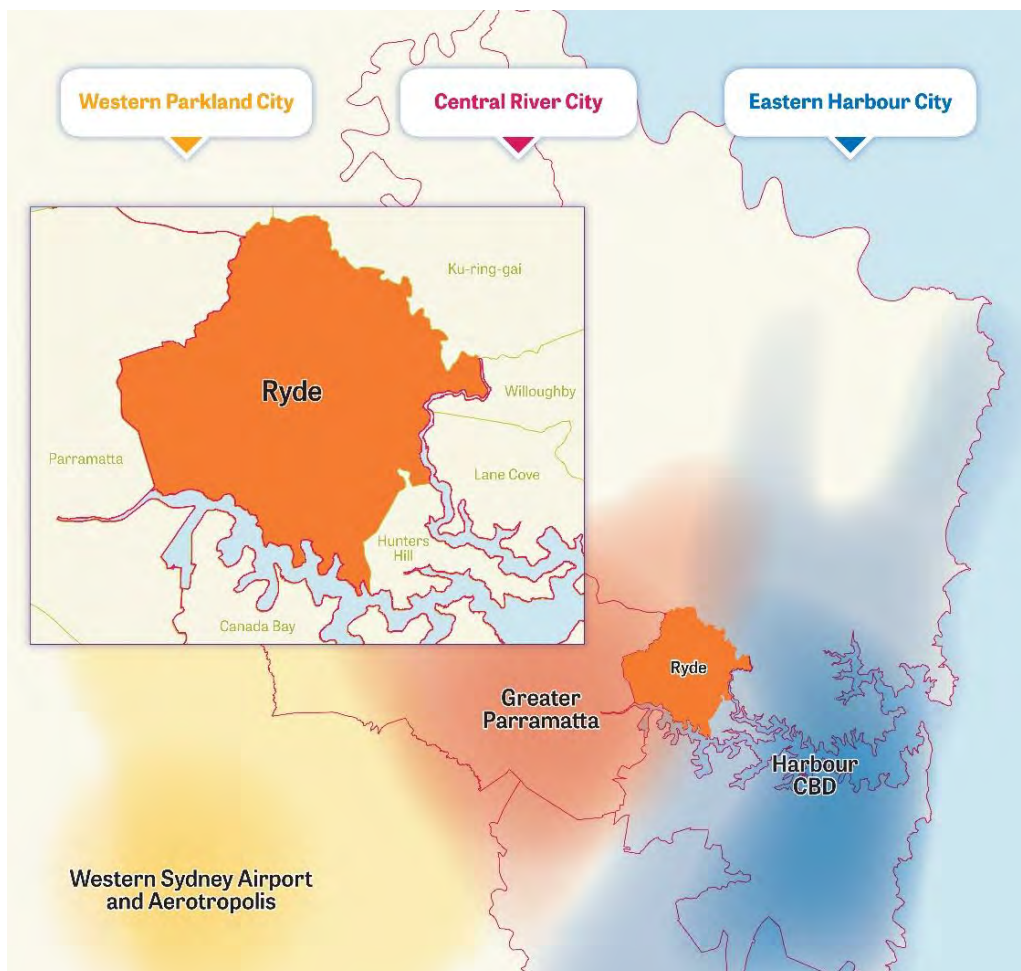 Western Parkland City
Central River City
Eastern Harbour City
Ku-ring-gai
Ryde
Willoughby
Parramatta
Lane Cove
Hunters
Hill
Canada Bay
Ryde
Greater
Parramatta
Harbour
CBD
Western Sydney Airport
and Aerotropolis